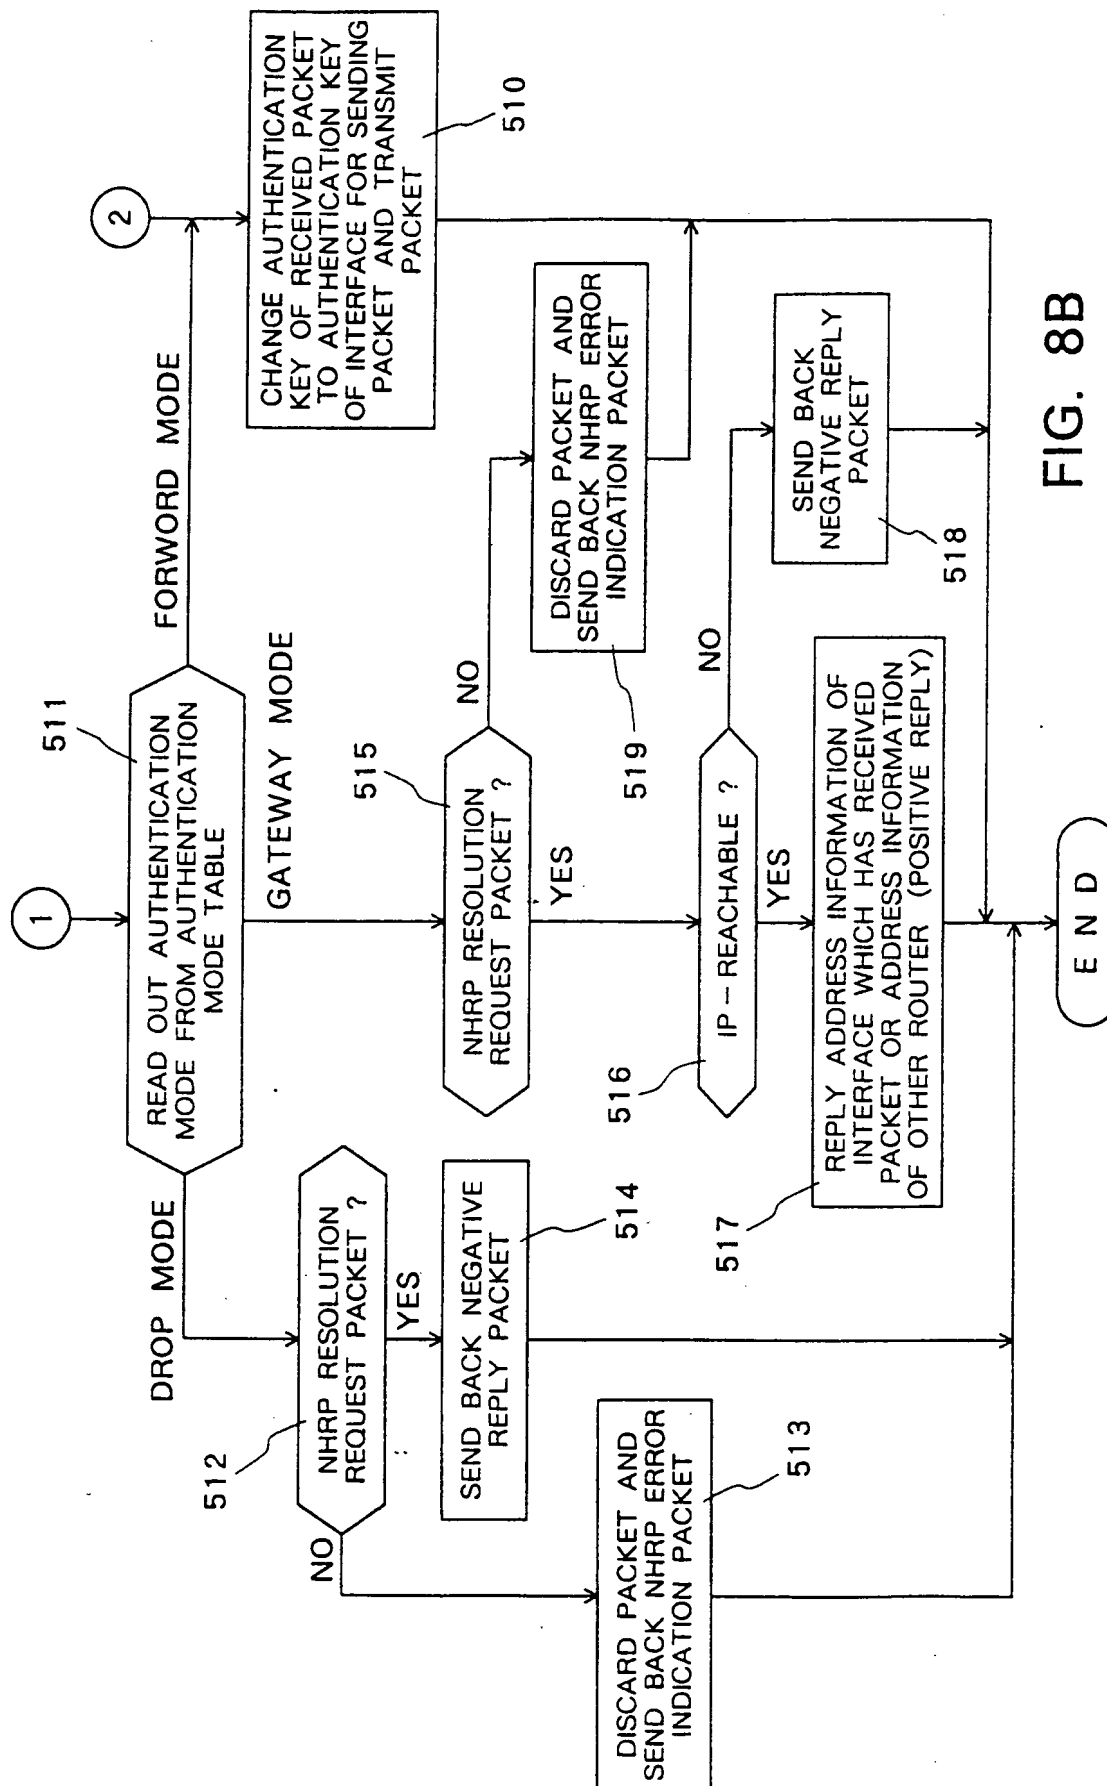 1
2
511
READ OUT AUTHENTICATION
MODE FROM AUTHENTICATION
MODE TABLE
DROP MODE
GATEWAY MODE
FORWORD MODE
CHANGE AUTHENTICATION
KEY OF RECEIVED PACKET
TO AUTHENTICATION KEY
OF INTERFACE FOR SENDING
PACKET AND TRANSMIT
PACKET
510
512
NHRP RESOLUTION
REQUEST PACKET ?
NO
YES
SEND BACK NEGATIVE
REPLY PACKET
514
DISCARD PACKET AND
SEND BACK NHRP ERROR
INDICATION PACKET
513
515
NHRP RESOLUTION
REQUEST PACKET ?
NO
YES
DISCARD PACKET AND
SEND BACK NHRP ERROR
INDICATION PACKET
519
516
IP-REACHABLE ?
NO
YES
SEND BACK
NEGATIVE REPLY
PACKET
518
517
REPLY ADDRESS INFORMATION OF
INTERFACE WHICH HAS RECEIVED
PACKET OR ADDRESS INFORMATION
OF OTHER ROUTER (POSITIVE REPLY)
END
FIG. 8B